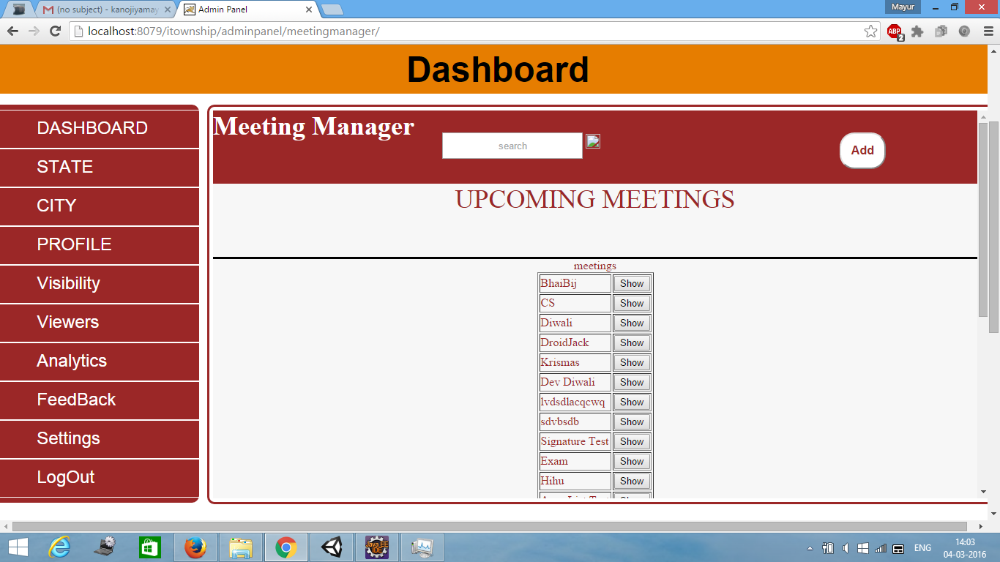 (no subject) - kanojiyamay
Admin Panel
Mayur
localhost:8079/itownship/adminpanel/meetingmanager/
ABP
2
Dashboard
DASHBOARD
STATE
CITY
PROFILE
Visibility
Viewers
Analytics
FeedBack
Settings
LogOut
Meeting Manager
search
Add
UPCOMING MEETINGS
meetings
BhaiBij Show
CS Show
Diwali Show
DroidJack Show
Krismas Show
Dev Diwali Show
lvdsdlacqcwq Show
sdvbsdb Show
Signature Test Show
Exam Show
Hihu Show
Java EE
IDE
ENG
14:03
04-03-2016